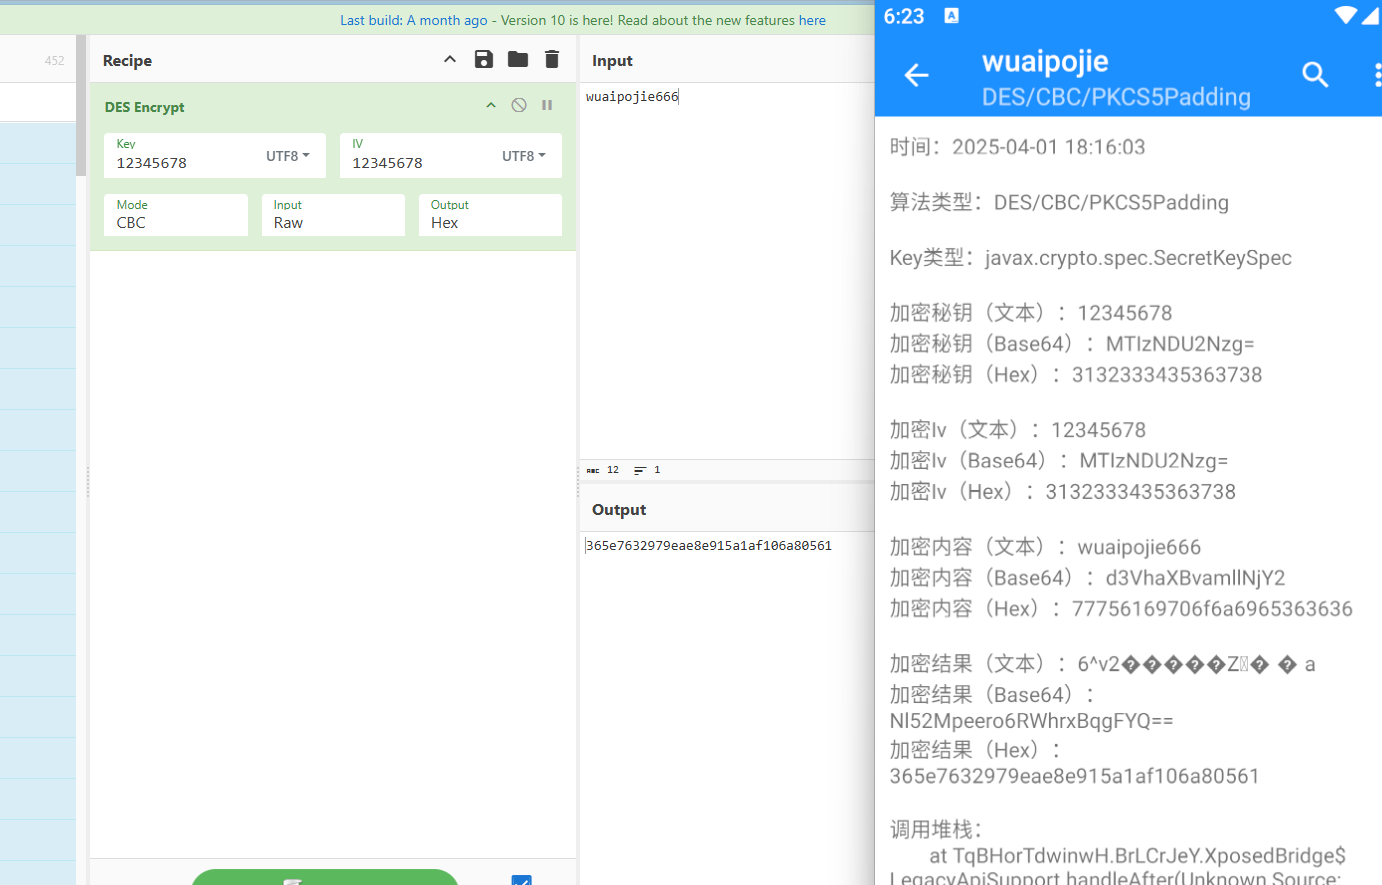 Last build: A month ago - Version 10 is here! Read about the new features here
452
Recipe
DES Encrypt
Key
12345678
UTF8
IV
12345678
UTF8
Mode
CBC
Input
Raw
Output
Hex
Input
wuaipojie666
ABC 12 1
Output
365e7632979eae8e915a1af106a80561
6:23
A
wuaipojie
DES/CBC/PKCS5Padding
时间：2025-04-01 18:16:03
算法类型：DES/CBC/PKCS5Padding
Key类型：javax.crypto.spec.SecretKeySpec
加密秘钥（文本）：12345678
加密秘钥（Base64）：MTIzNDU2Nzg=
加密秘钥（Hex）：3132333435363738
加密Iv（文本）：12345678
加密Iv（Base64）：MTIzNDU2Nzg=
加密Iv（Hex）：3132333435363738
加密内容（文本）：wuaipojie666
加密内容（Base64）：d3VhaXBvamllNjY2
加密内容（Hex）：77756169706f6a6965363636
加密结果（文本）：6^v2�����Z� � a
加密结果（Base64）：
Nl52Mpeero6RWhrxBqgFYQ==
加密结果（Hex）：
365e7632979eae8e915a1af106a80561
调用堆栈：
at TqBHorTdwinwH.BrLCrJeY.XposedBridge$
LegacyApiSupport.handleAfter(Unknown Source: